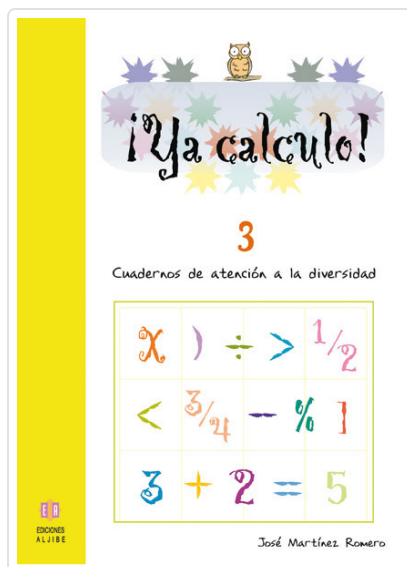 ¡Ya calculo!
3
Cuadernos de atención a la diversidad
X ) ÷ > 1/2
< 3/4 - % ]
3 + 2 = 5
EA
EDICIONES
ALJIBE
José Martínez Romero